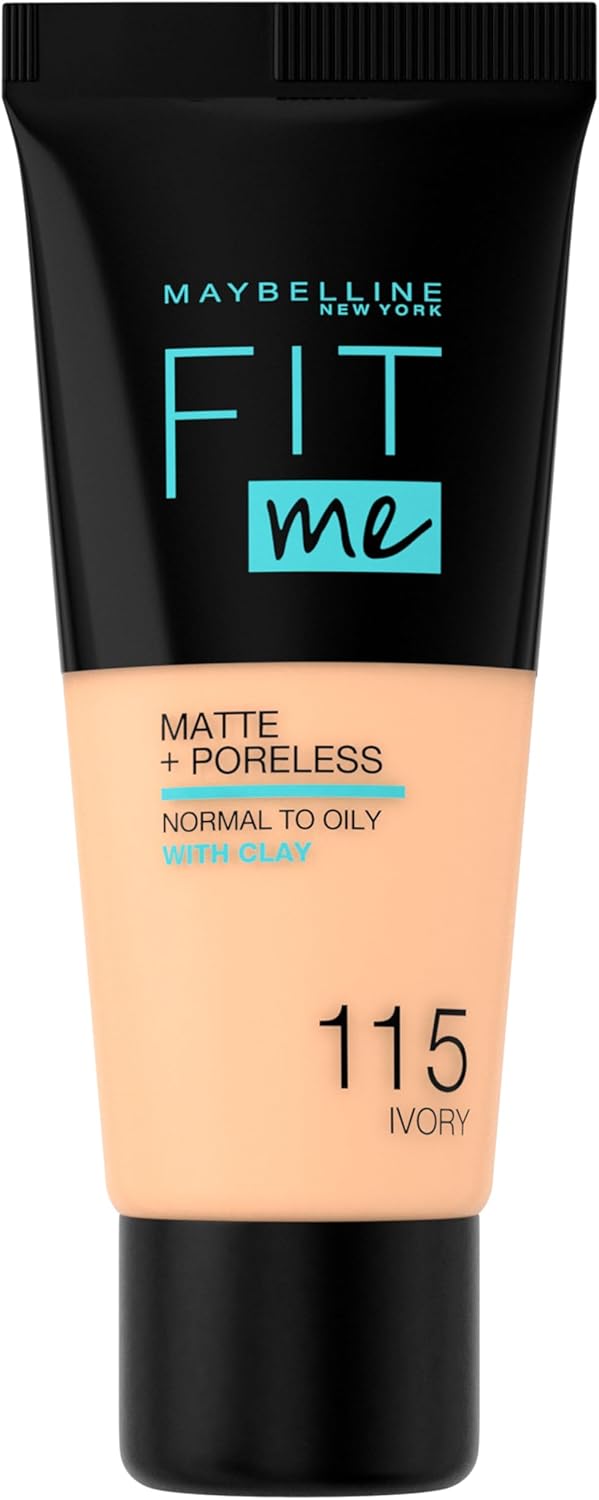 MAYBELLINE
NEW YORK
FIT
me
MATTE
+ PORELESS
NORMAL TO OILY
WITH CLAY
115
IVORY